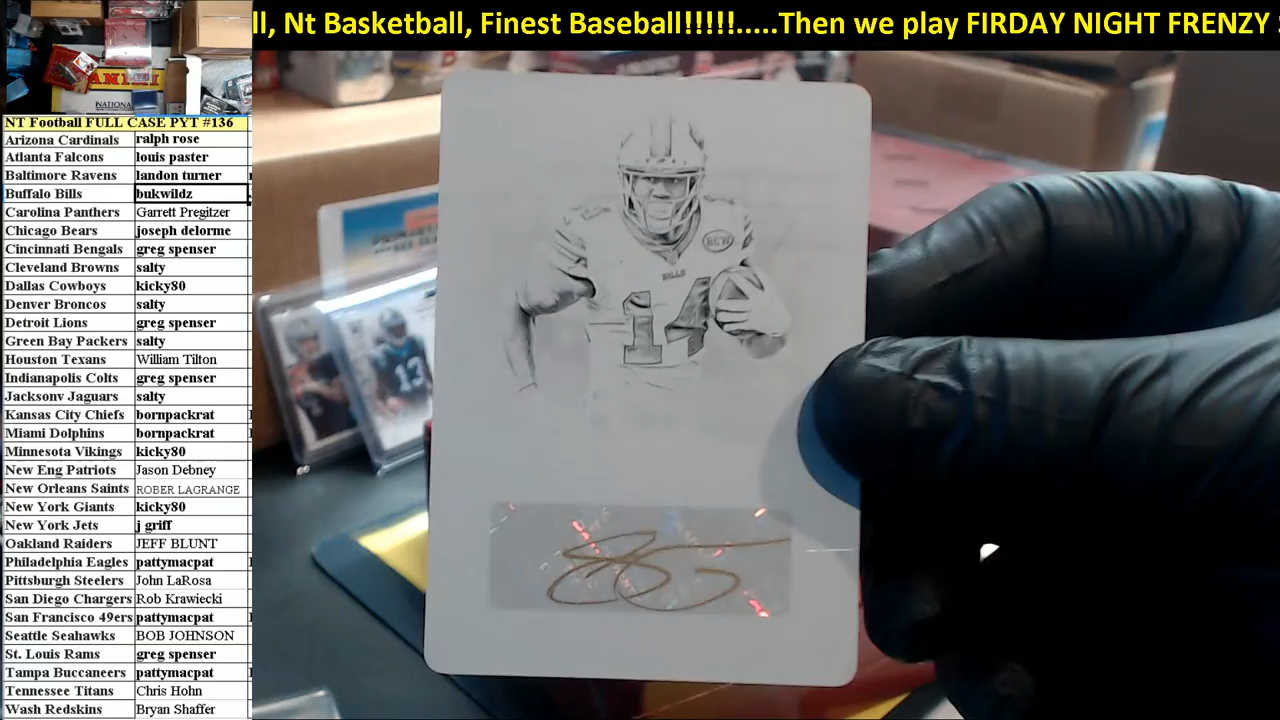 ll, Nt Basketball, Finest Baseball!!!!!.....Then we play FIRDAY NIGHT FRENZY
PANINI
NATIONAL
NT Football FULL CASE PYT #136
Arizona Cardinals ralph rose
Atlanta Falcons louis paster
Baltimore Ravens landon turner
Buffalo Bills bukwildz
Carolina Panthers Garrett Pregitzer
Chicago Bears joseph delorme
Cincinnati Bengals greg spenser
Cleveland Browns salty
Dallas Cowboys kicky80
Denver Broncos salty
Detroit Lions greg spenser
Green Bay Packers salty
Houston Texans William Tilton
Indianapolis Colts greg spenser
Jacksonv Jaguars salty
Kansas City Chiefs bornpackrat
Miami Dolphins bornpackrat
Minnesota Vikings kicky80
New Eng Patriots Jason Debney
New Orleans Saints ROBER LAGRANGE
New York Giants kicky80
New York Jets j griff
Oakland Raiders JEFF BLUNT
Philadelphia Eagles pattymacpat
Pittsburgh Steelers John LaRosa
San Diego Chargers Rob Krawiecki
San Francisco 49ers pattymacpat
Seattle Seahawks BOB JOHNSON
St. Louis Rams greg spenser
Tampa Buccaneers pattymacpat
Tennessee Titans Chris Hohn
Wash Redskins Bryan Shaffer
RCW
BILLS
14
13